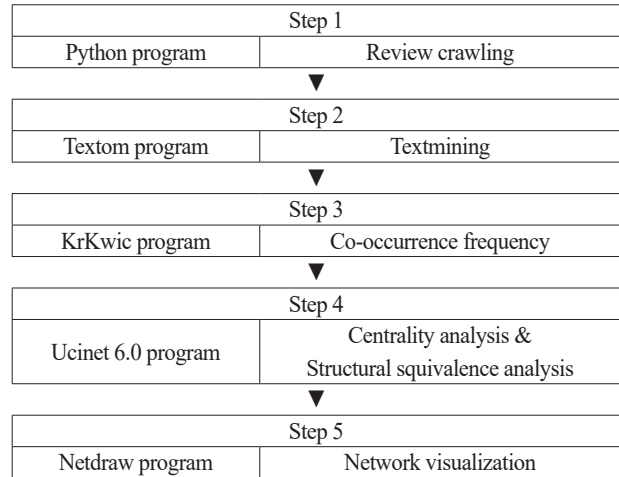 Step 1
Python program Review crawling
▼
Step 2
Textom program Textmining
▼
Step 3
KrKwic program Co-occurrence frequency
▼
Step 4
Ucinet 6.0 program Centrality analysis &
Structural squivalence analysis
▼
Step 5
Netdraw program Network visualization